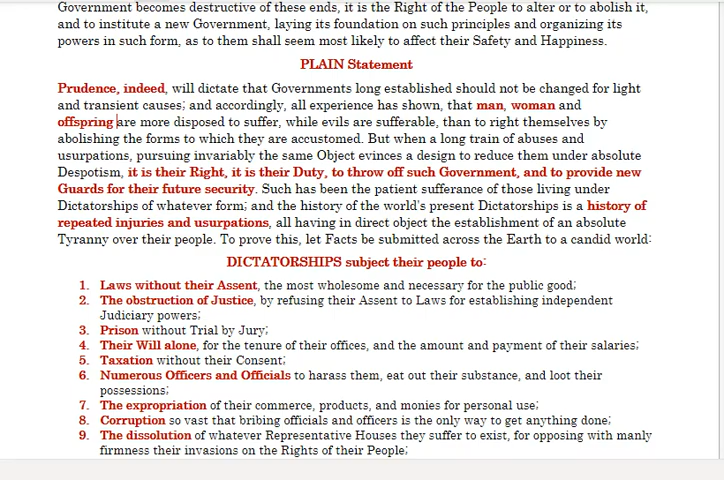 Government becomes destructive of these ends, it is the Right of the People to alter or to abolish it,
and to institute a new Government, laying its foundation on such principles and organizing its
powers in such form, as to them shall seem most likely to affect their Safety and Happiness.
PLAIN Statement
Prudence, indeed, will dictate that Governments long established should not be changed for light
and transient causes; and accordingly, all experience has shown, that man, woman and
offspring are more disposed to suffer, while evils are sufferable, than to right themselves by
abolishing the forms to which they are accustomed. But when a long train of abuses and
usurpations, pursuing invariably the same Object evinces a design to reduce them under absolute
Despotism, it is their Right, it is their Duty, to throw off such Government, and to provide new
Guards for their future security. Such has been the patient sufferance of those living under
Dictatorships of whatever form; and the history of the world's present Dictatorships is a history of
repeated injuries and usurpations, all having in direct object the establishment of an absolute
Tyranny over their people. To prove this, let Facts be submitted across the Earth to a candid world:
DICTATORSHIPS subject their people to:
1. Laws without their Assent, the most wholesome and necessary for the public good;
2. The obstruction of Justice, by refusing their Assent to Laws for establishing independent
Judiciary powers;
3. Prison without Trial by Jury;
4. Their Will alone, for the tenure of their offices, and the amount and payment of their salaries;
5. Taxation without their Consent;
6. Numerous Officers and Officials to harass them, eat out their substance, and loot their
possessions;
7. The expropriation of their commerce, products, and monies for personal use;
8. Corruption so vast that bribing officials and officers is the only way to get anything done;
9. The dissolution of whatever Representative Houses they suffer to exist, for opposing with manly
firmness their invasions on the Rights of their People;